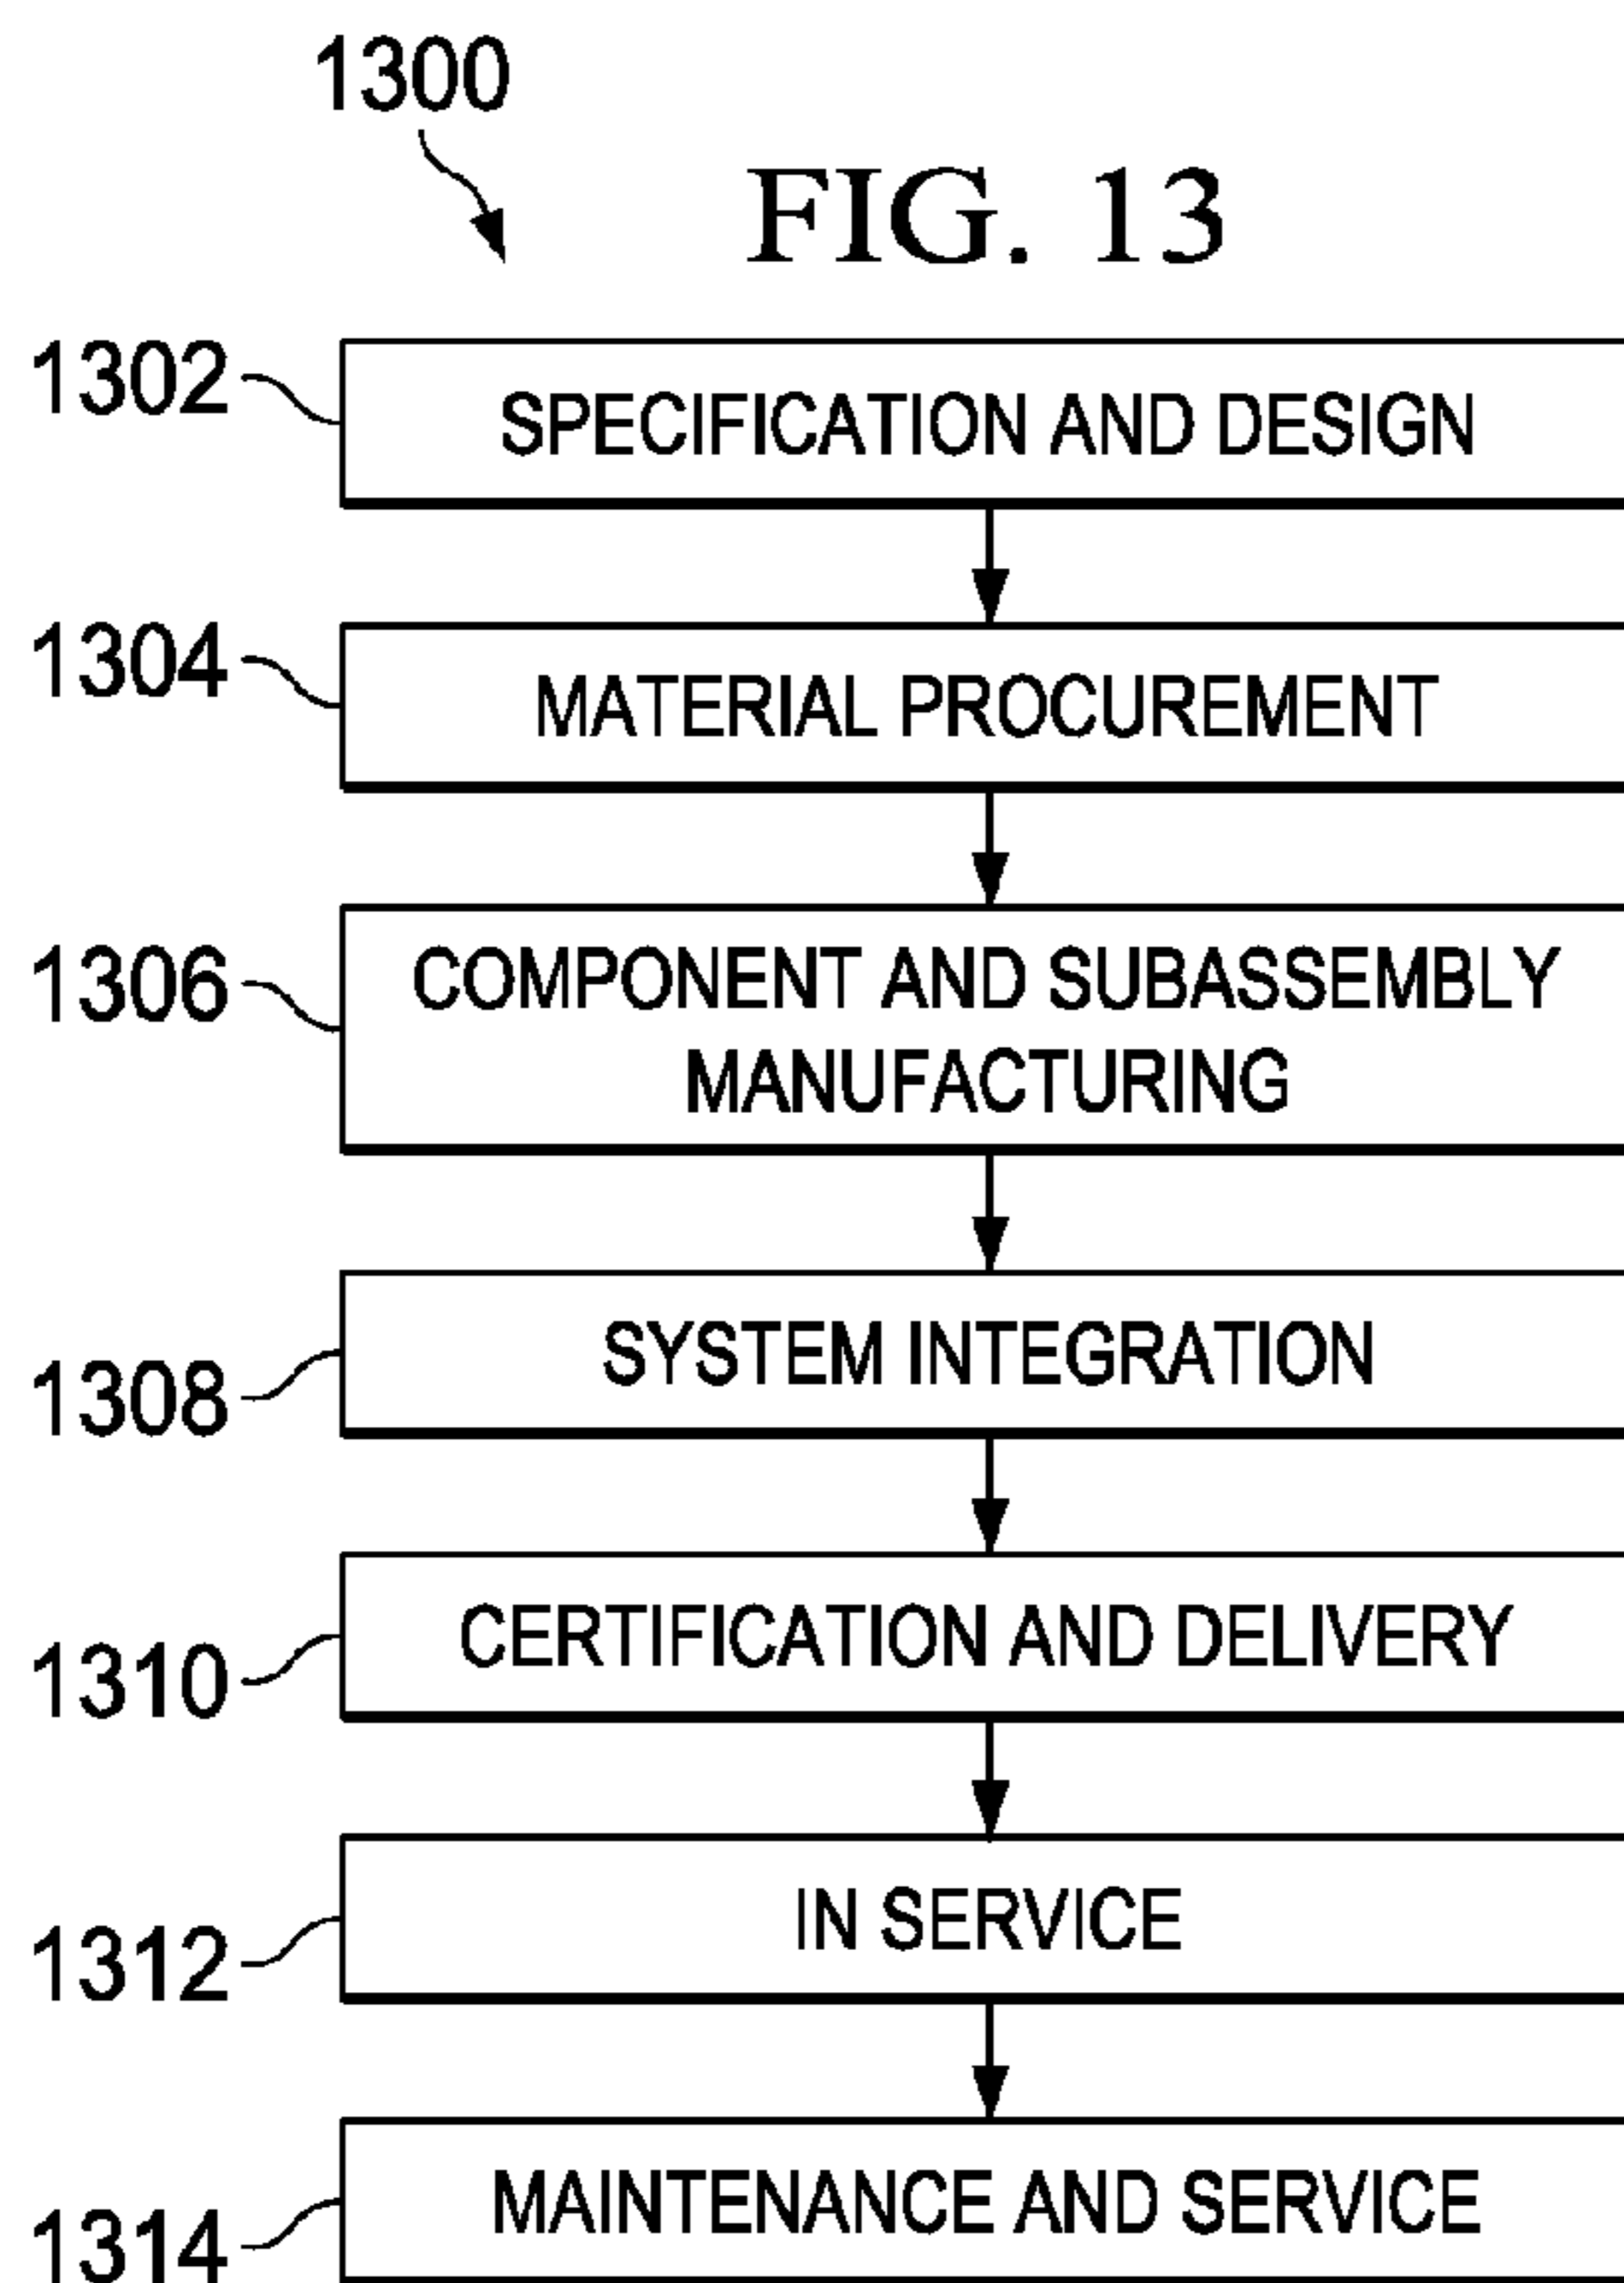 1300
FIG. 13
1302
SPECIFICATION AND DESIGN
1304
MATERIAL PROCUREMENT
1306
COMPONENT AND SUBASSEMBLY
MANUFACTURING
1308
SYSTEM INTEGRATION
1310
CERTIFICATION AND DELIVERY
1312
IN SERVICE
1314
MAINTENANCE AND SERVICE